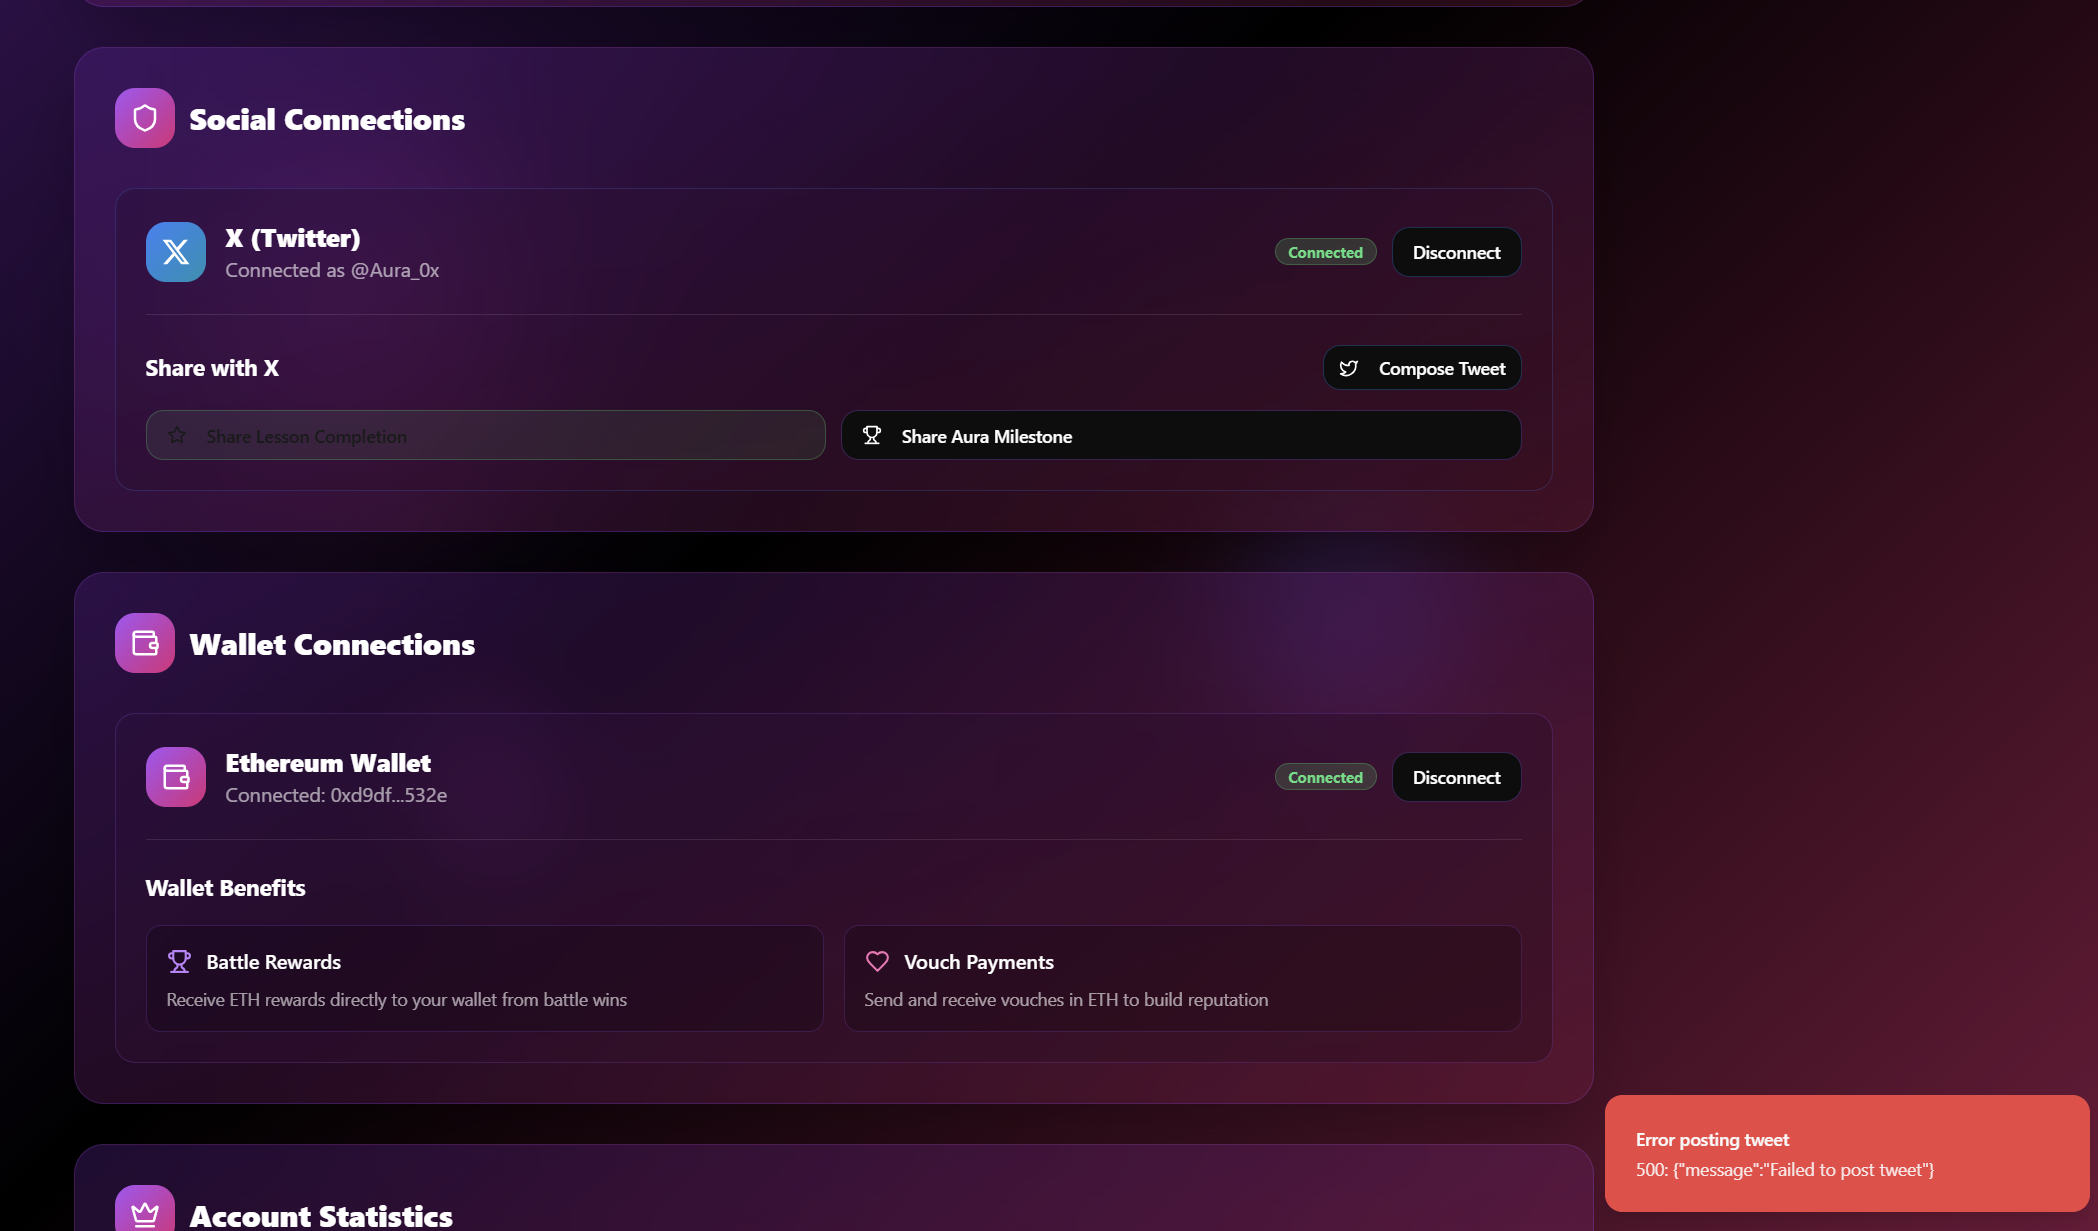 Social Connections
X (Twitter)
Connected as @Aura_0x
Connected
Disconnect
Share with X
Compose Tweet
Share Lesson Completion
Share Aura Milestone
Wallet Connections
Ethereum Wallet
Connected: 0xd9df...532e
Connected
Disconnect
Wallet Benefits
Battle Rewards
Receive ETH rewards directly to your wallet from battle wins
Vouch Payments
Send and receive vouches in ETH to build reputation
Account Statistics
Error posting tweet
500: {"message":"Failed to post tweet"}